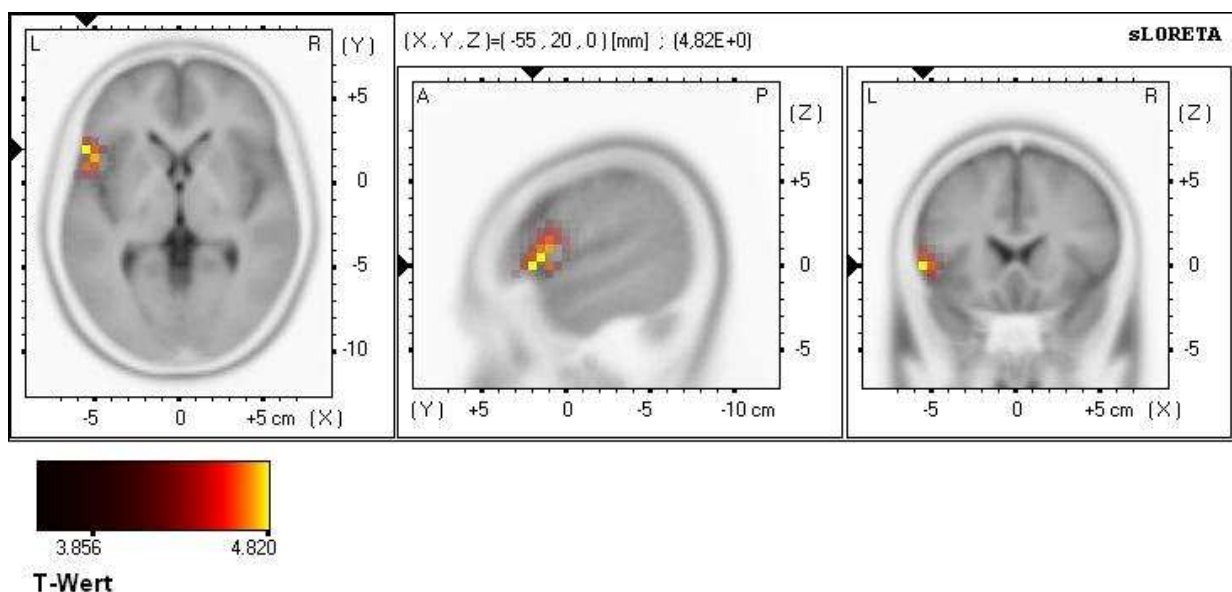 (X,Y,Z)=(-55,20,0)[mm] ; (4,82E+0) sLORETA
L R (Y)
+5
0
-5
-10
-5 0 +5 cm (X)
A P (Z)
+5
0
-5
(Y) +5 0 -5 -10 cm
L R (Z)
+5
0
-5
-5 0 +5 cm (X)
3.856 4.820
T-Wert